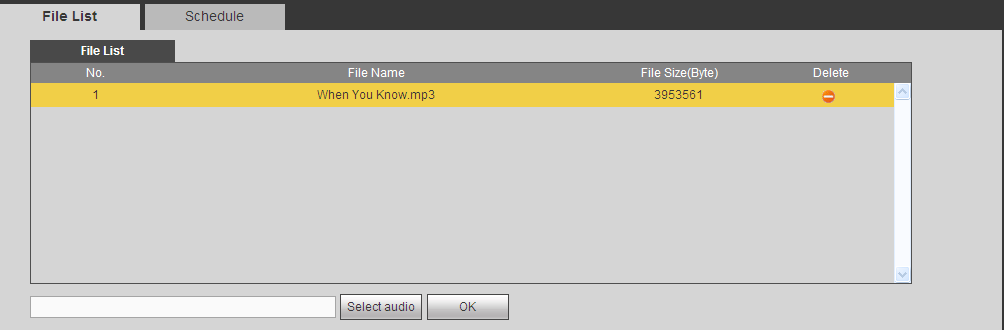 File List Schedule
File List
No. File Name File Size(Byte) Delete
1 When You Know.mp3 3953561
Select audio OK